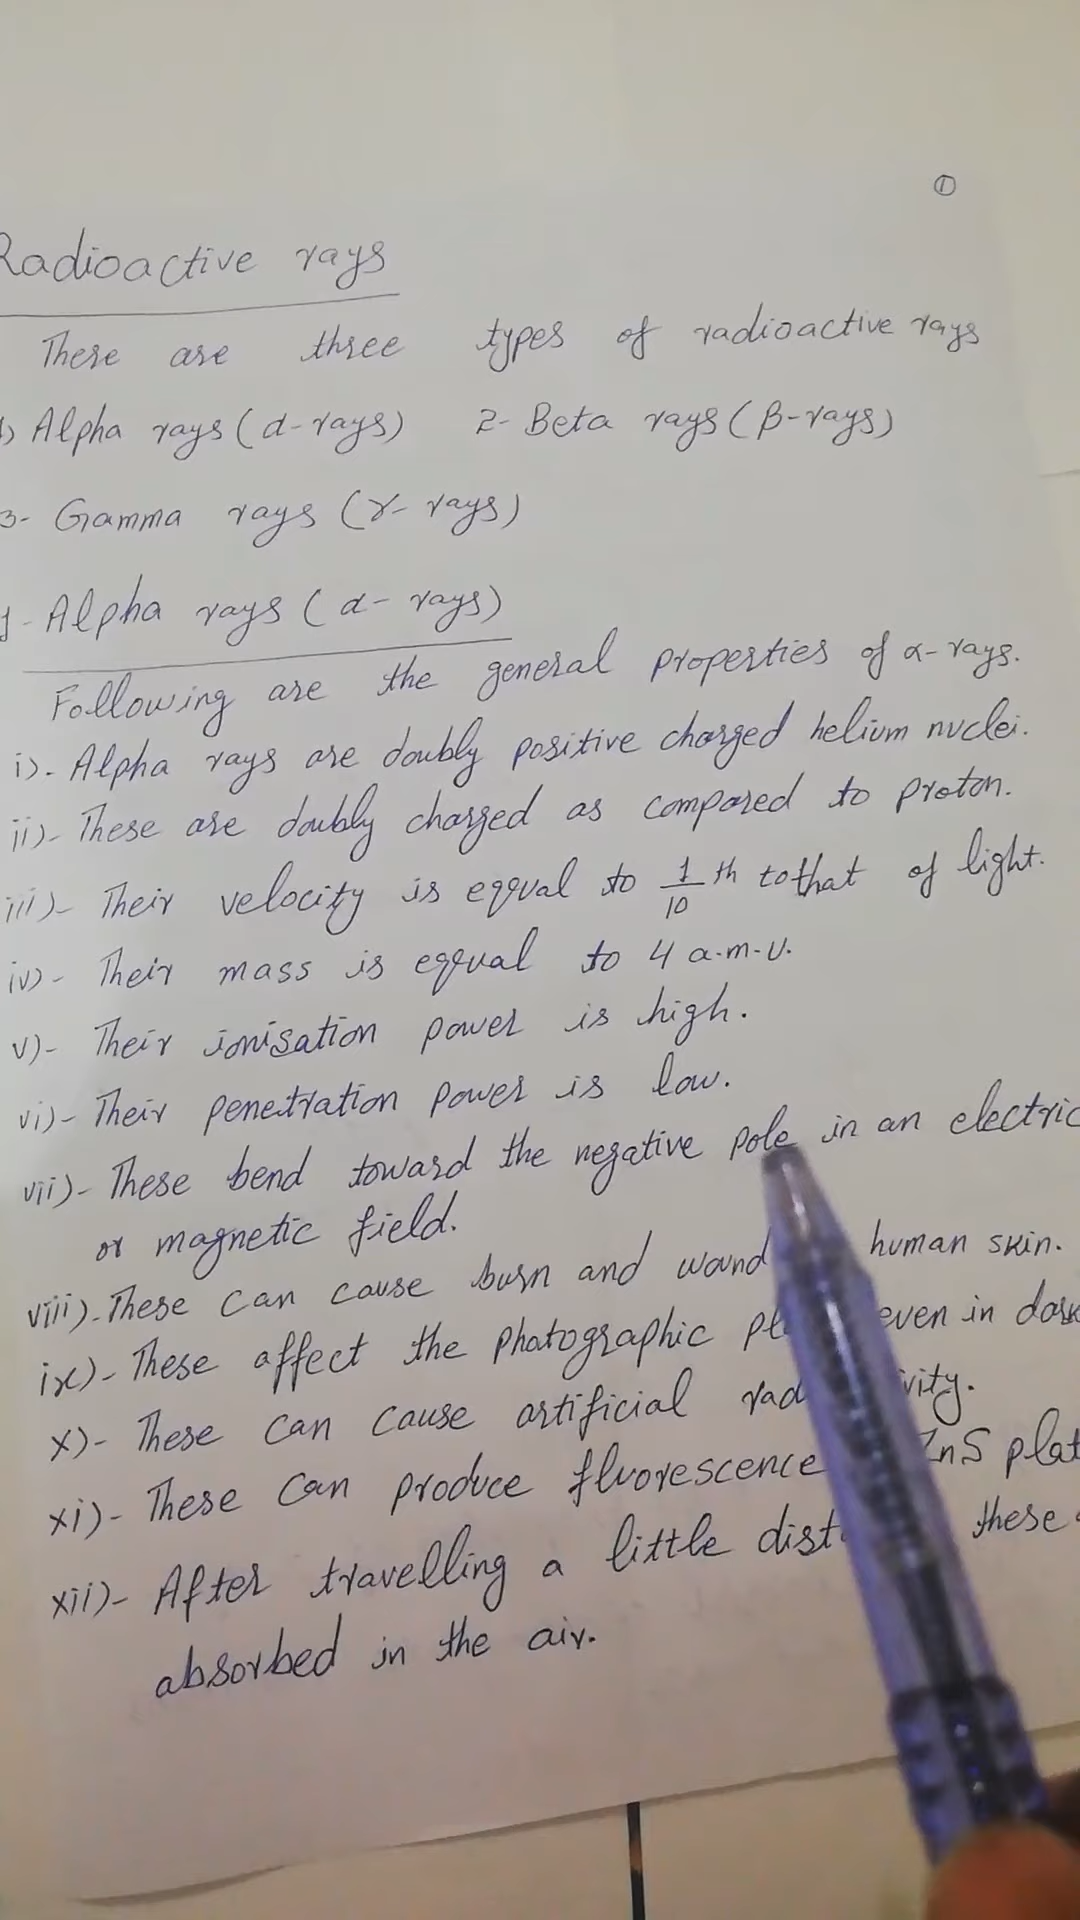 ①
Radioactive rays
There are three types of radioactive rays
1) Alpha rays (α-rays) 2- Beta rays (β-rays)
3- Gamma rays (γ- rays)
1- Alpha rays (α- rays)
Following are the general properties of α-rays.
i)- Alpha rays are doubly positive charged helium nuclei.
ii)- These are doubly charged as compared to proton.
iii)- Their velocity is eqqual to 1/10 th to that of light.
iv)- Their mass is eqqual to 4 a.m.u.
v)- Their ionisation power is high.
vi)- Their penetration power is low.
vii)- These bend toward the negative pole in an electric
or magnetic field.
viii)- These can cause burn and wound human skin.
ix)- These affect the photographic even in dark
x)- These can cause artificial
xi)- These can produce fluorescence ZnS
xii)- After travelling a little these
absorbed in the air.